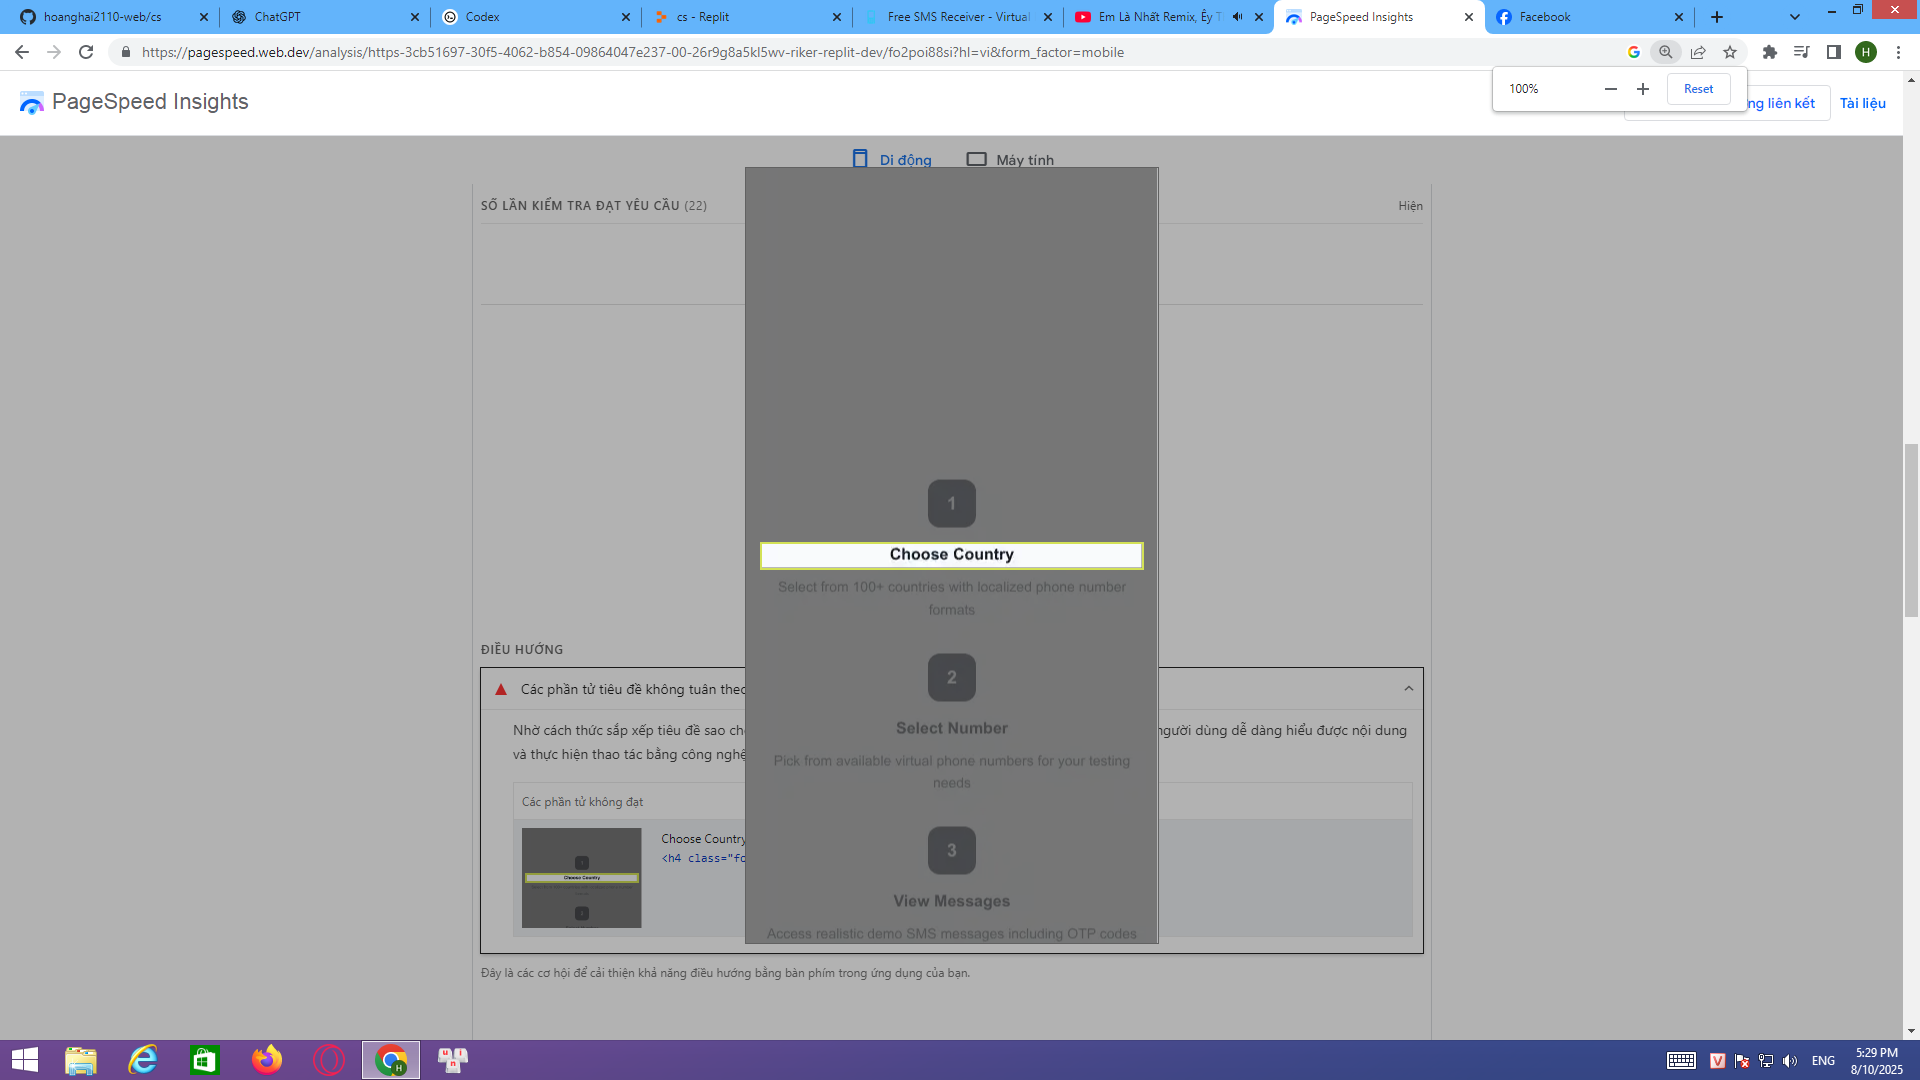 hoanghai2110-web/cs
ChatGPT
Codex
cs - Replit
Free SMS Receiver - Virtual
Em Là Nhất Remix, Êy T
PageSpeed Insights
Facebook
https://pagespeed.web.dev/analysis/https-3cb51697-30f5-4062-b854-09864047e237-00-26r9g8a5kl5wv-riker-replit-dev/fo2poi88si?hl=vi&form_factor=mobile
H
100%
Reset
PageSpeed Insights
ng liên kết
Tài liệu
Di động
Máy tính
SỐ LẦN KIỂM TRA ĐẠT YÊU CẦU (22)
Hiện
1
Choose Country
Select from 100+ countries with localized phone number
formats
2
Select Number
Pick from available virtual phone numbers for your testing
needs
3
View Messages
Access realistic demo SMS messages including OTP codes
ĐIỀU HƯỚNG
Các phần tử tiêu đề không tuân theo
Nhờ cách thức sắp xếp tiêu đề sao ch
người dùng dễ dàng hiểu được nội dung
và thực hiện thao tác bằng công nghệ
Các phần tử không đạt
Choose Country
Choose Country
<h4 class="fo
Đây là các cơ hội để cải thiện khả năng điều hướng bằng bàn phím trong ứng dụng của bạn.
H
V
ENG
5:29 PM
8/10/2025